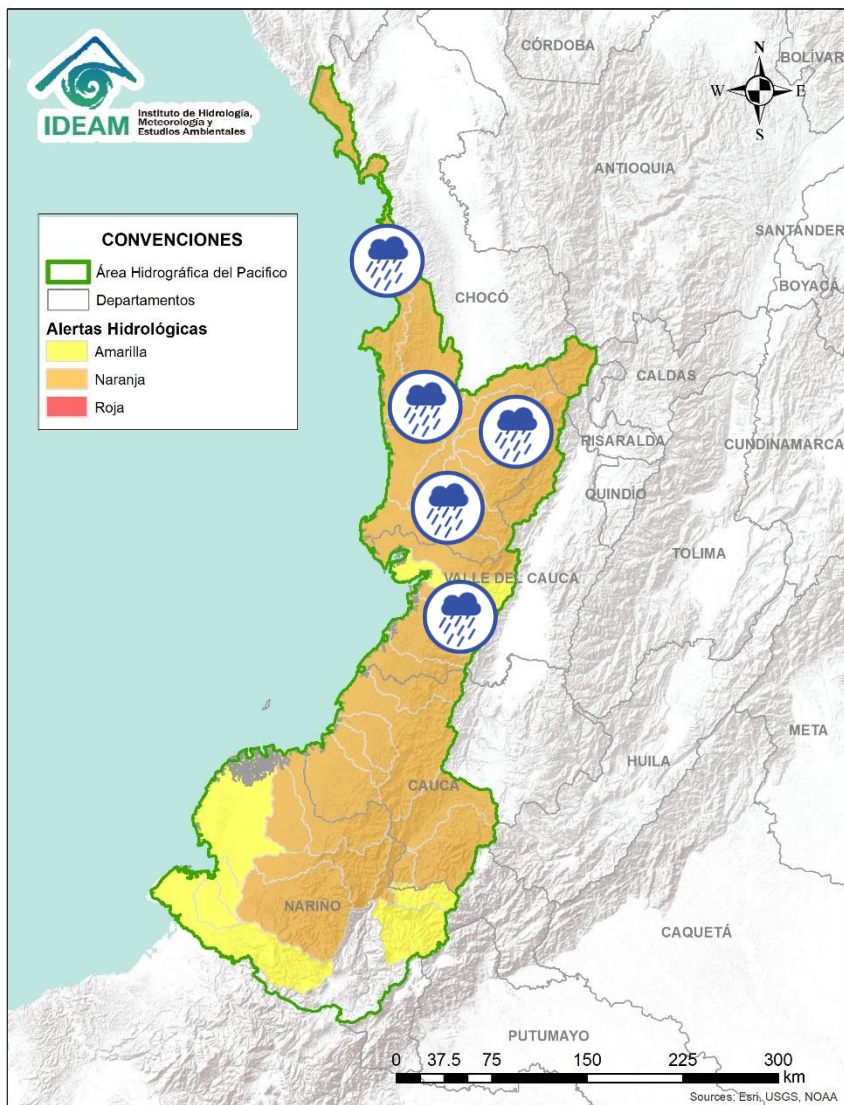 IDEAM
Instituto de Hidrología,
Meteorología y
Estudios Ambientales
N
W
E
S
CÓRDOBA
BOLÍVAR
ANTIOQUIA
SANTANDER
BOYACÁ
CHOCÓ
CALDAS
RISARALDA
CUNDINAMARCA
QUINDÍO
TOLIMA
VALLE DEL CAUCA
META
HUILA
CAUCA
NARIÑO
CAQUETÁ
PUTUMAYO
CONVENCIONES
Área Hidrográfica del Pacifico
Departamentos
Alertas Hidrológicas
Amarilla
Naranja
Roja
0 37.5 75 150 225 300
km
Sources: Esri, USGS, NOAA